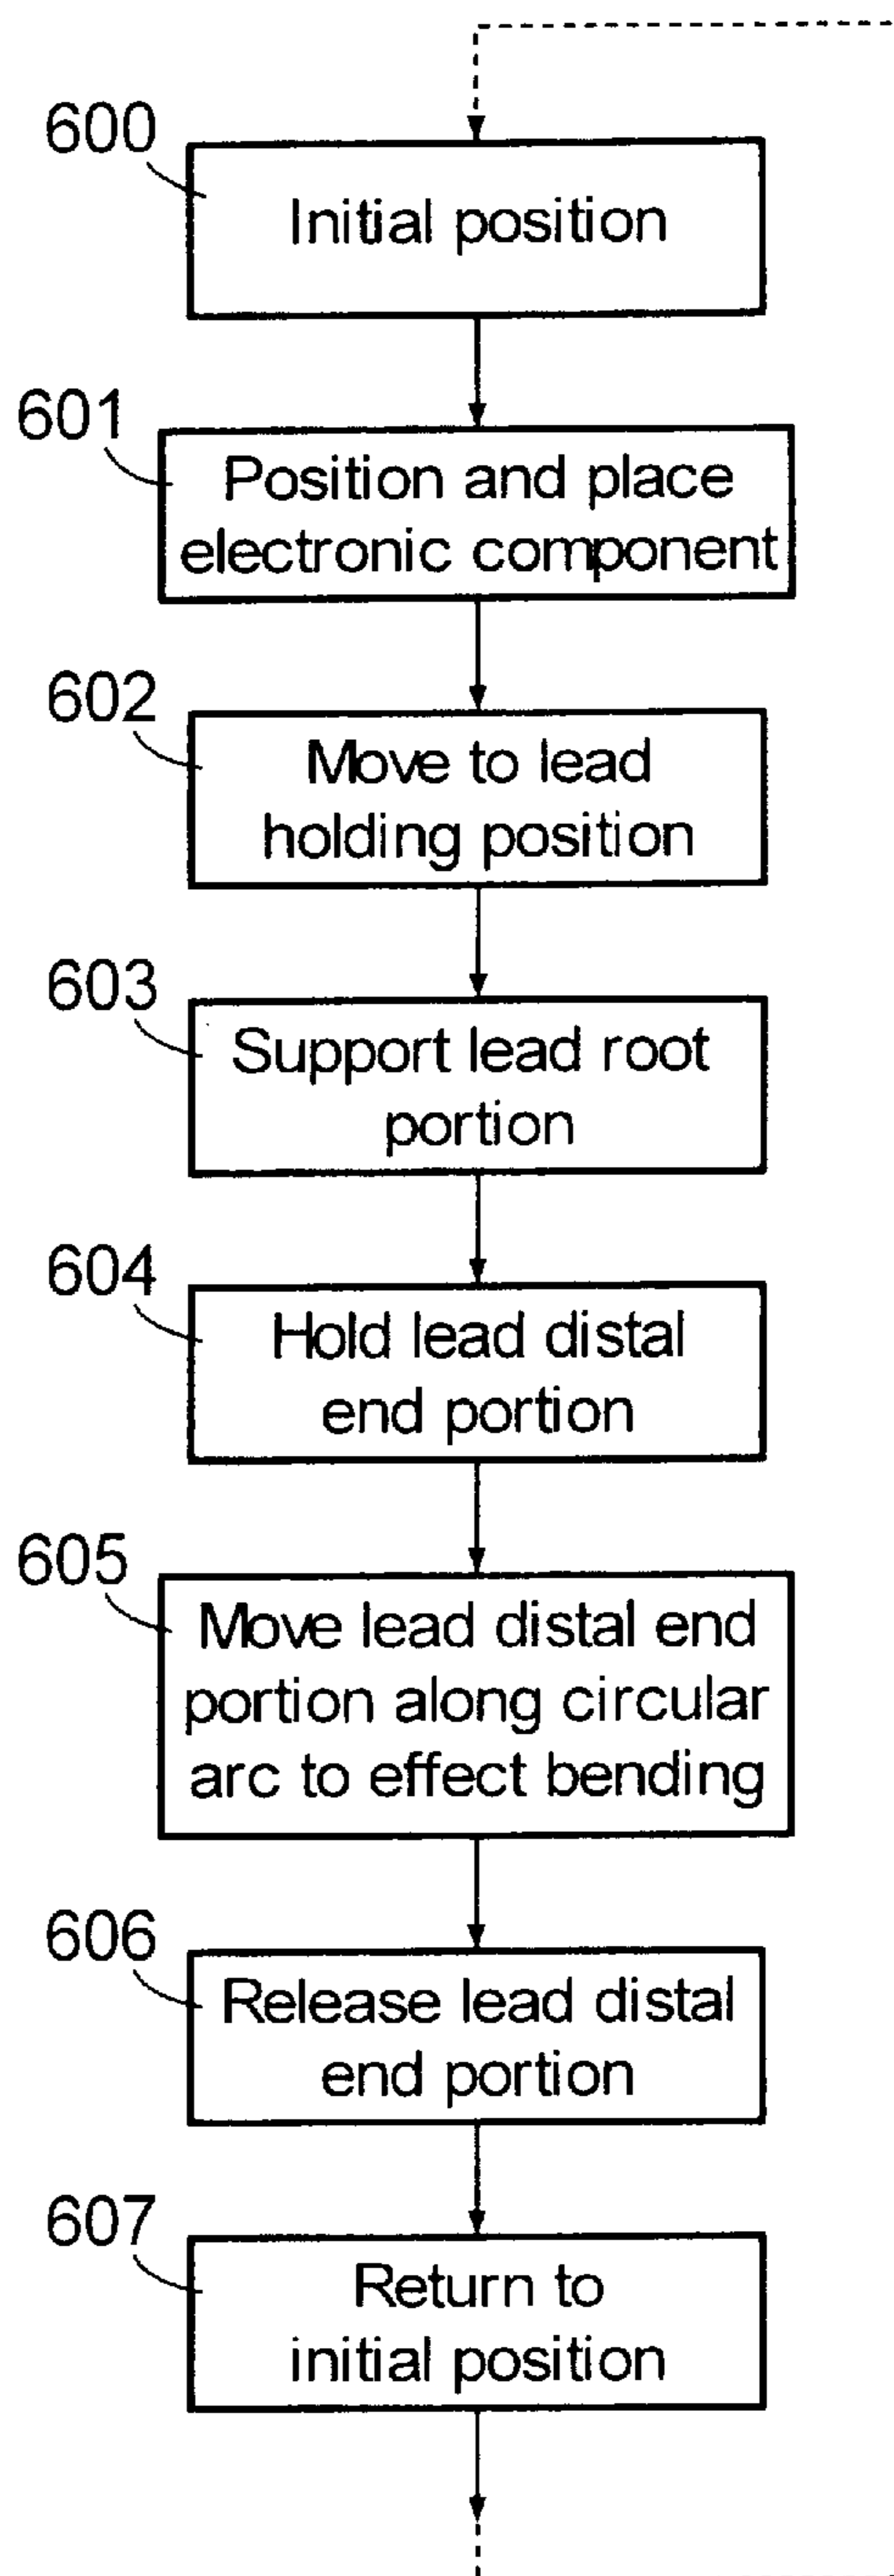 600
Initial position
601
Position and place
electronic component
602
Move to lead
holding position
603
Support lead root
portion
604
Hold lead distal
end portion
605
Move lead distal end
portion along circular
arc to effect bending
606
Release lead distal
end portion
607
Return to
initial position